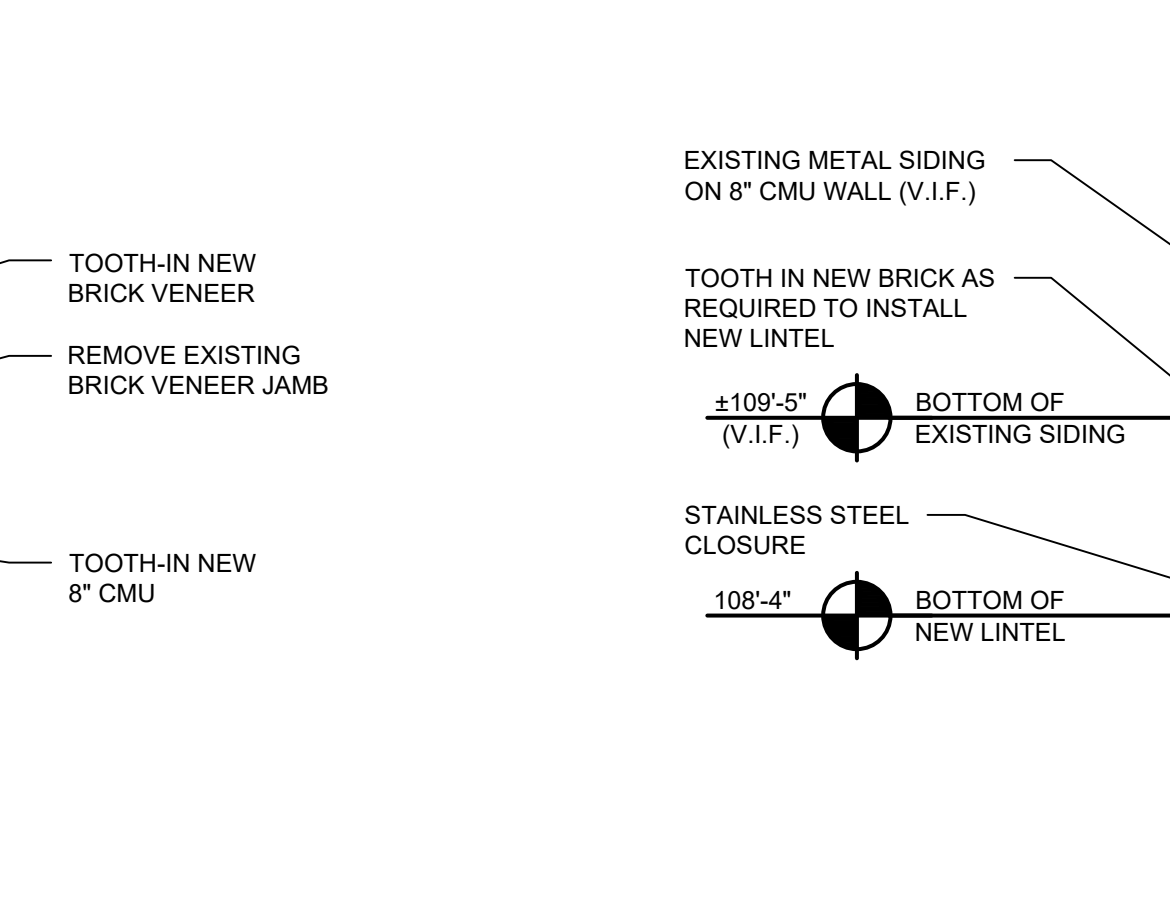 TOOTH-IN NEW
BRICK VENEER
REMOVE EXISTING
BRICK VENEER JAMB
TOOTH-IN NEW
8" CMU
EXISTING METAL SIDING
ON 8" CMU WALL (V.I.F.)
TOOTH IN NEW BRICK AS
REQUIRED TO INSTALL
NEW LINTEL
±109'-5"
(V.I.F.)
BOTTOM OF
EXISTING SIDING
STAINLESS STEEL
CLOSURE
108'-4"
BOTTOM OF
NEW LINTEL